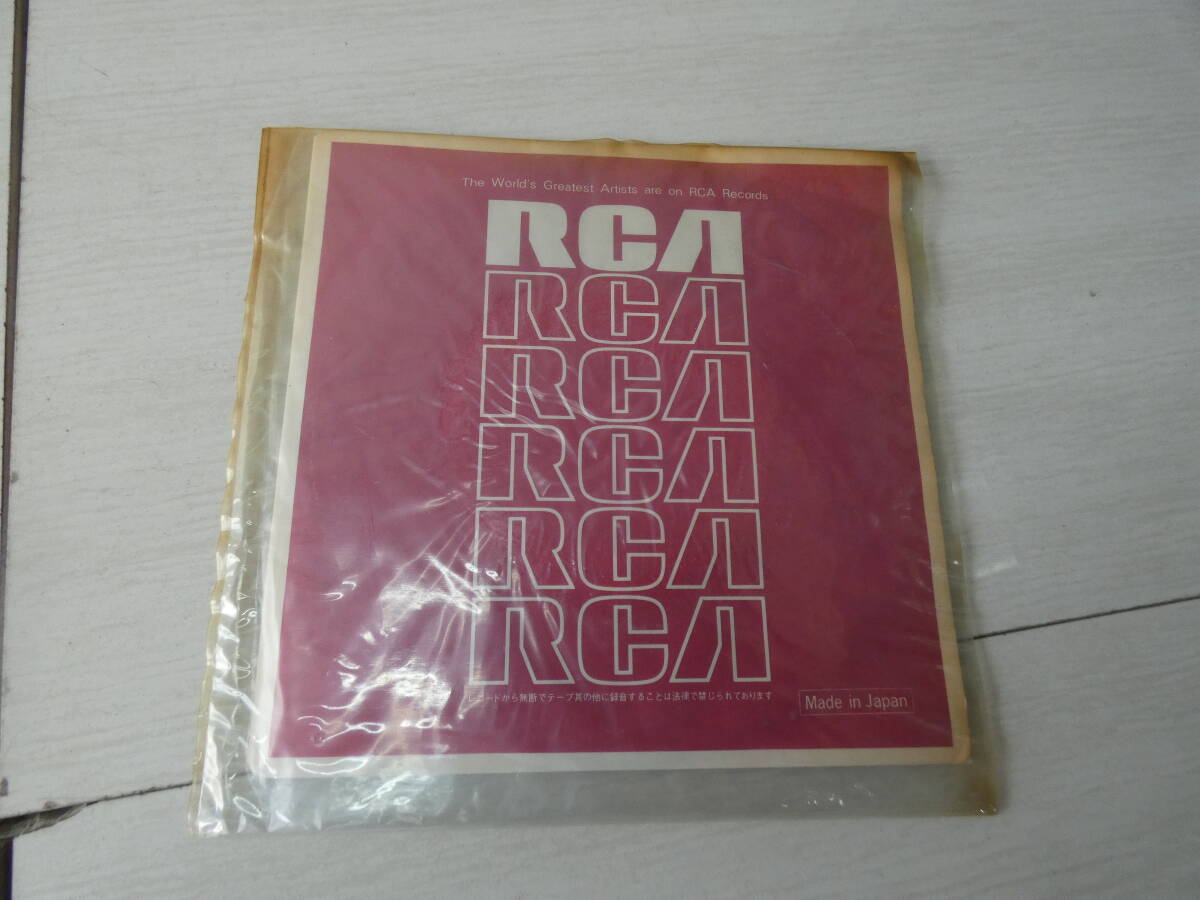 The World's Greatest Artists are on RCA Records
RCA
RCA
RCA
RCA
RCA
RCA
レコードから無断でテープ其の他に録音することは法律で禁じられております
Made in Japan